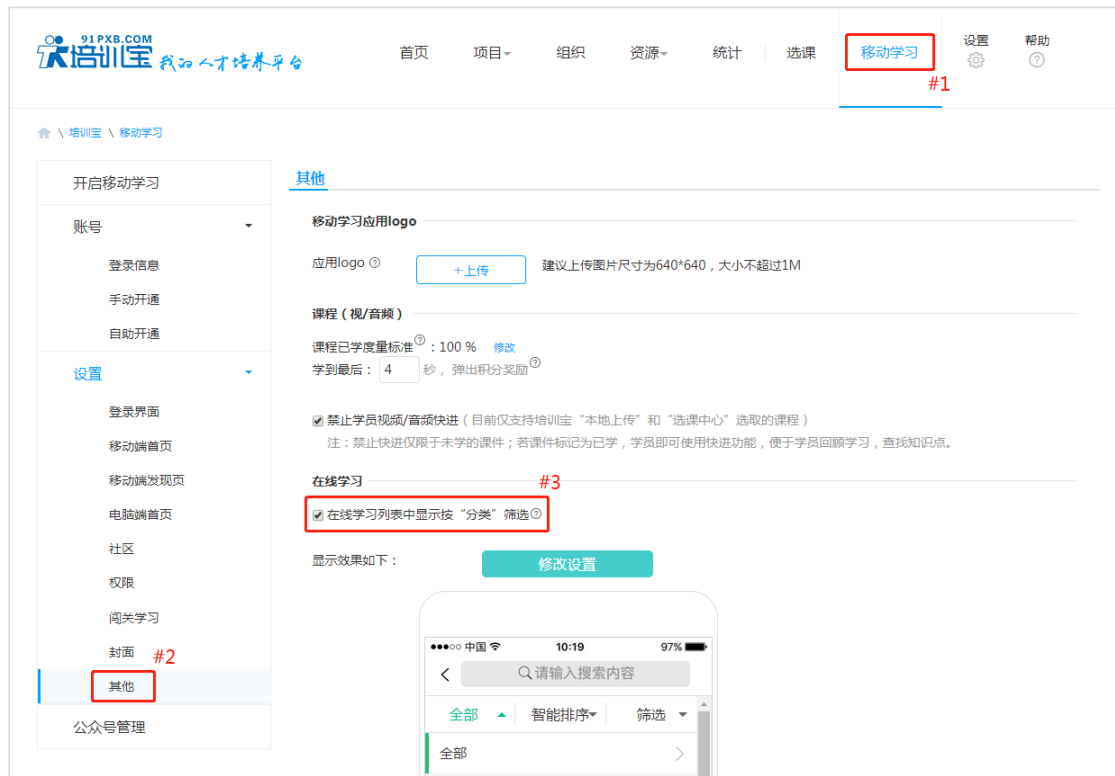 91PXB.COM
培训宝 我的人才培养平台
首页 项目 组织 资源 统计 选课 移动学习 设置 帮助
#1
\ 培训宝 \ 移动学习
开启移动学习
账号
登录信息
手动开通
自助开通
设置
登录界面
移动端首页
移动端发现页
电脑端首页
社区
权限
闯关学习
封面
#2
其他
公众号管理
其他
移动学习应用logo
应用logo ? +上传 建议上传图片尺寸为640*640，大小不超过1M
课程（视/音频）
课程已学度量标准?：100 % 修改
学到最后： 4 秒，弹出积分奖励?
禁止学员视频/音频快进（目前仅支持培训宝“本地上传”和“选课中心”选取的课程）
注：禁止快进仅限于未学的课件；若课件标记为已学，学员即可使用快进功能，便于学员回顾学习，查找知识点。
在线学习
#3
在线学习列表中显示按“分类”筛选?
显示效果如下： 修改设置
中国 10:19 97%
请输入搜索内容
全部 智能排序 筛选
全部